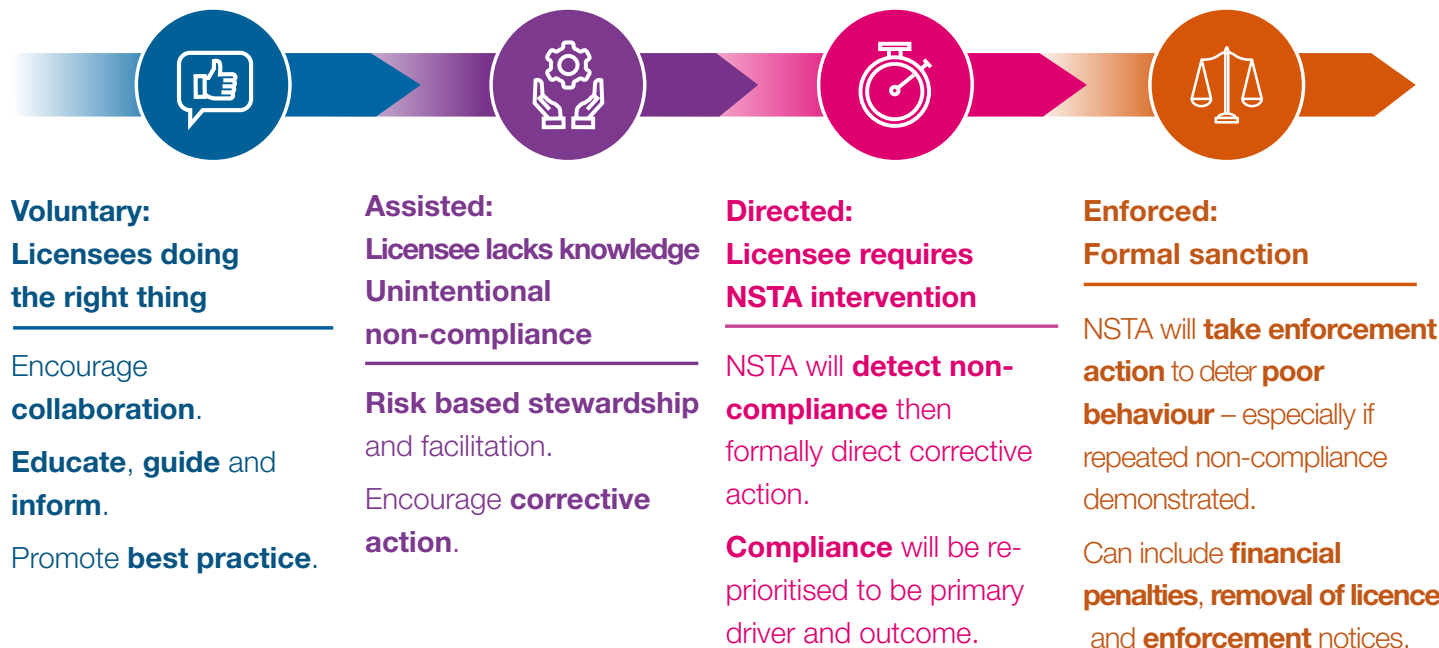 Voluntary:
Licensees doing
the right thing
Encourage
collaboration.
Educate, guide and
inform.
Promote best practice.
Assisted:
Licensee lacks knowledge
Unintentional
non-compliance
Risk based stewardship
and facilitation.
Encourage corrective
action.
Directed:
Licensee requires
NSTA intervention
NSTA will detect non-
compliance then
formally direct corrective
action.
Compliance will be re-
prioritised to be primary
driver and outcome.
Enforced:
Formal sanction
NSTA will take enforcement
action to deter poor
behaviour – especially if
repeated non-compliance
demonstrated.
Can include financial
penalties, removal of licence
and enforcement notices.